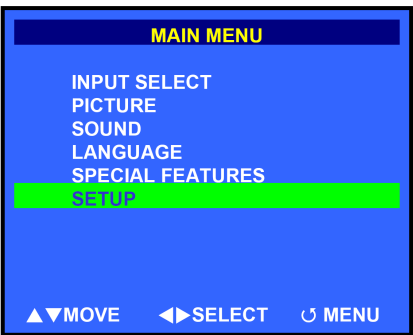 MAIN MENU
INPUT SELECT
PICTURE
SOUND
LANGUAGE
SPECIAL FEATURES
SETUP
▲▼MOVE ◀▶SELECT ↺ MENU